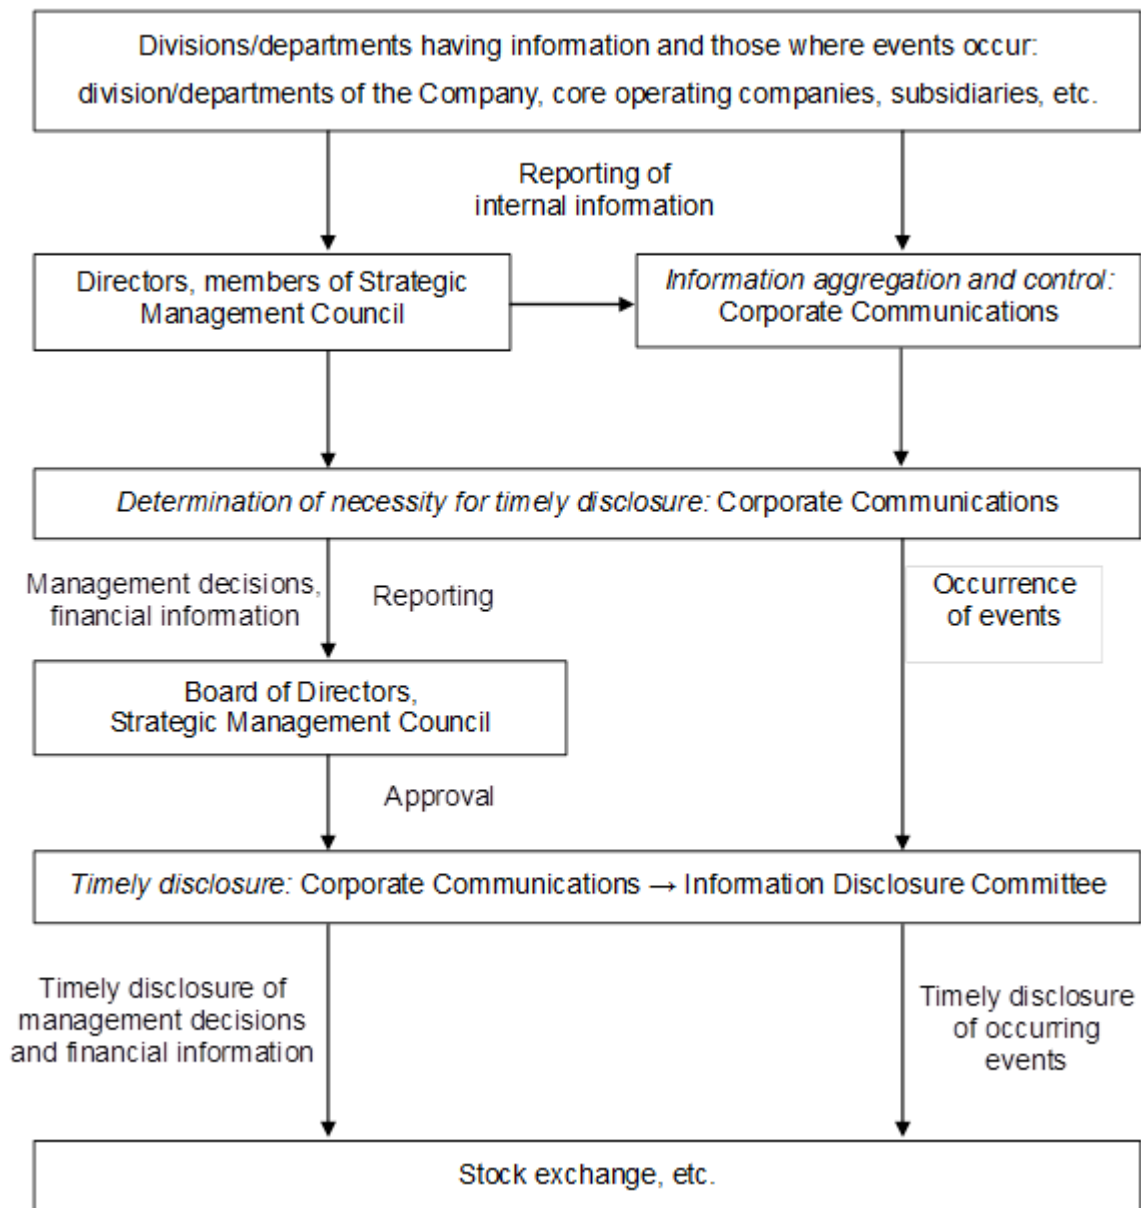 Divisions/departments having information and those where events occur:
division/departments of the Company, core operating companies, subsidiaries, etc.
Reporting of
internal information
Directors, members of Strategic
Management Council
Information aggregation and control:
Corporate Communications
Determination of necessity for timely disclosure: Corporate Communications
Management decisions,
financial information
Reporting
Occurrence
of events
Board of Directors,
Strategic Management Council
Approval
Timely disclosure: Corporate Communications → Information Disclosure Committee
Timely disclosure of
management decisions
and financial information
Timely disclosure
of occurring
events
Stock exchange, etc.